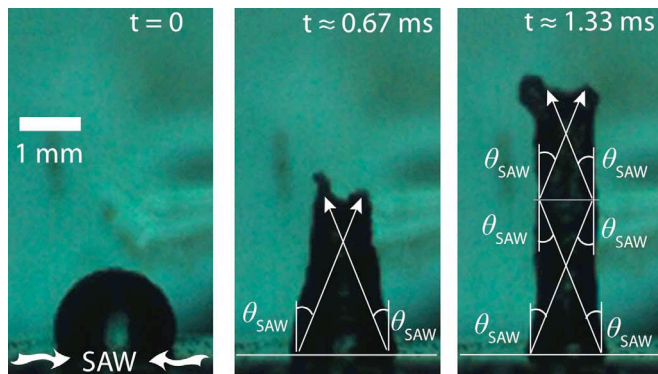 t = 0
1 mm
SAW
t ≈ 0.67 ms
θSAW
θSAW
t ≈ 1.33 ms
θSAW
θSAW
θSAW
θSAW
θSAW
θSAW